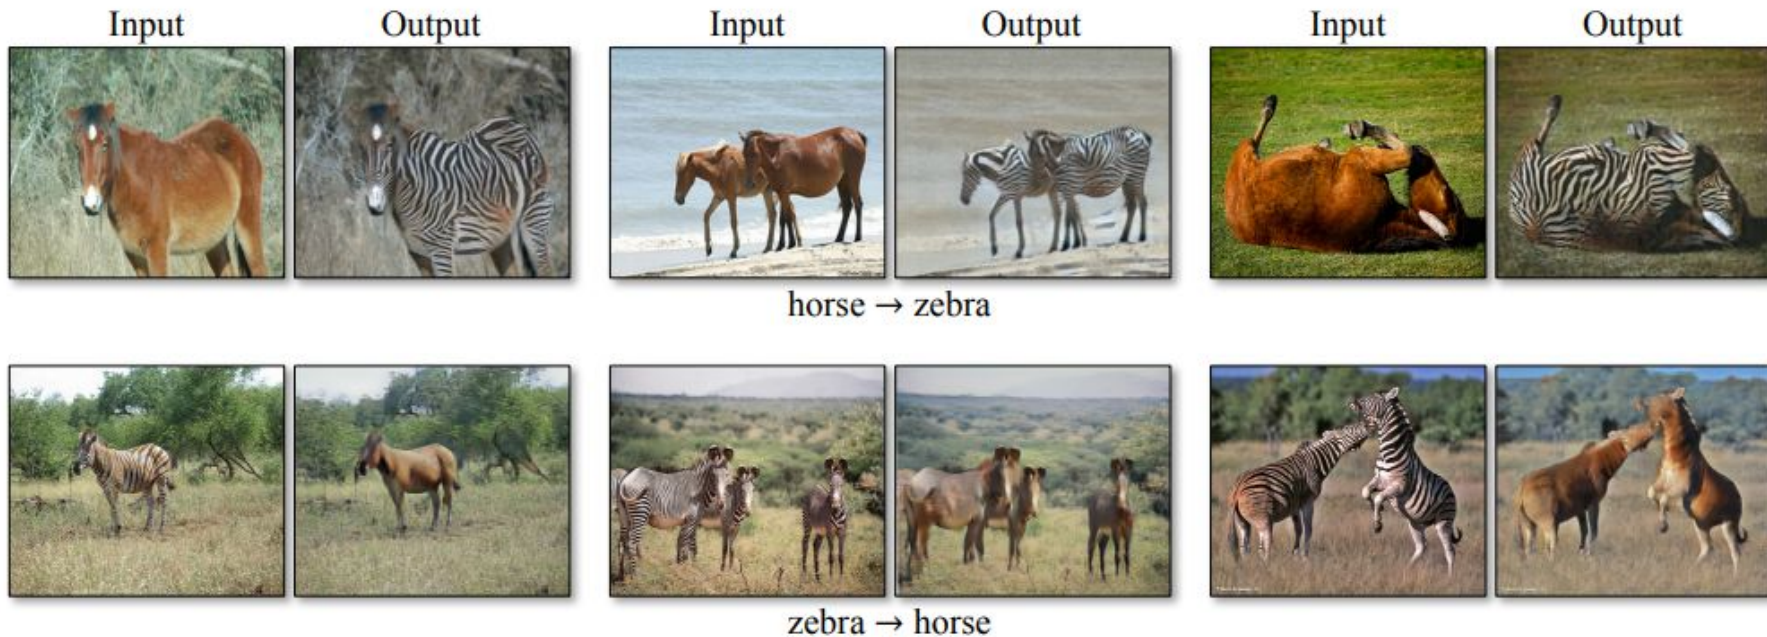 Input Output Input Output Input Output
horse → zebra
zebra → horse